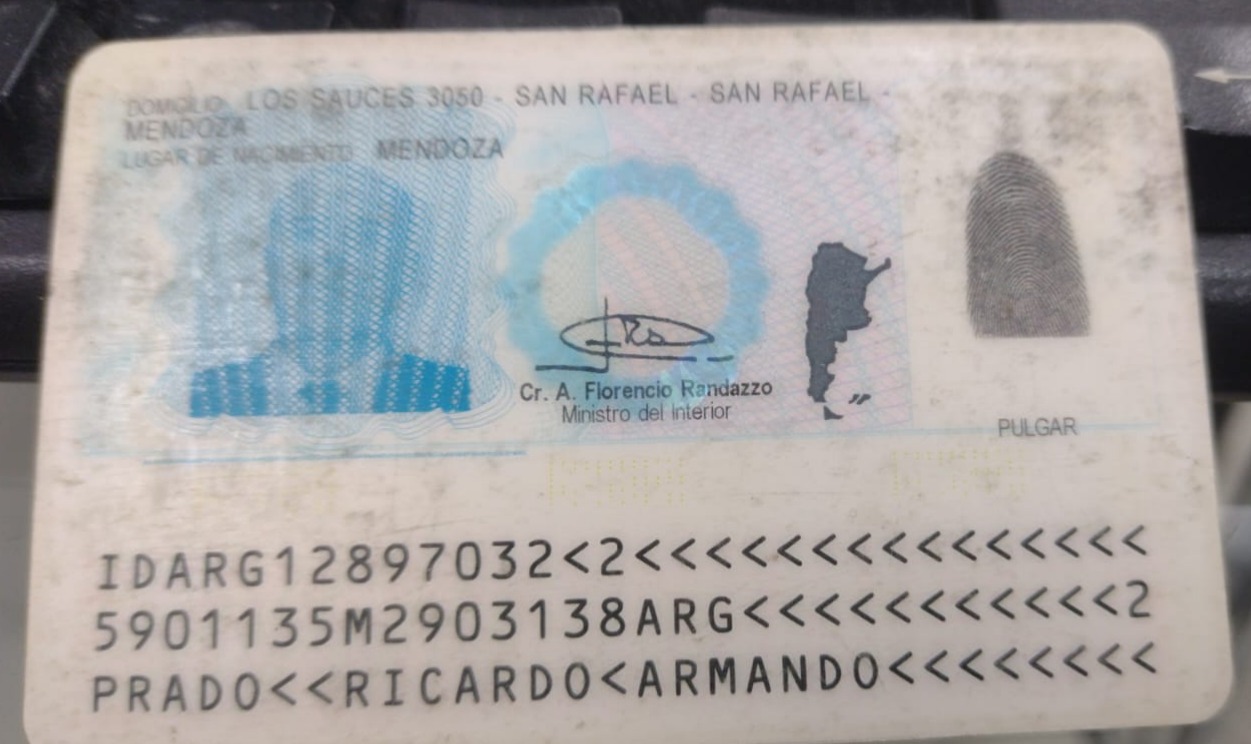 DOMICILIO LOS SAUCES 3050 - SAN RAFAEL - SAN RAFAEL -
MENDOZA
LUGAR DE NACIMIENTO MENDOZA
Cr. A. Florencio Randazzo
Ministro del Interior
PULGAR
IDARG12897032<2<<<<<<<<<<<<<<<
5901135M2903138ARG<<<<<<<<<<<2
PRADO<<RICARDO<ARMANDO<<<<<<<<